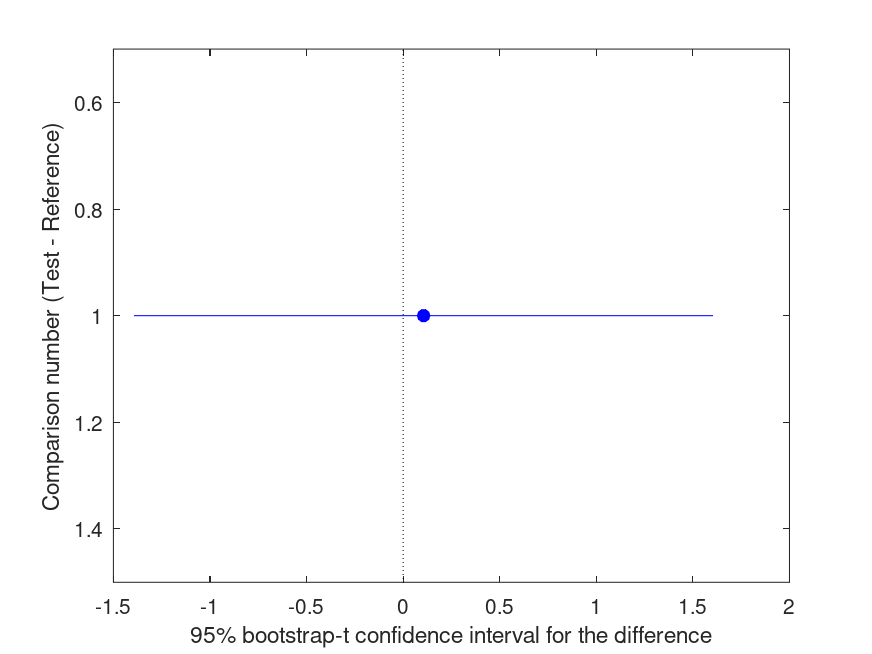 Comparison number (Test - Reference)
0.6
0.8
1
1.2
1.4
-1.5 -1 -0.5 0 0.5 1 1.5 2
95% bootstrap-t confidence interval for the difference